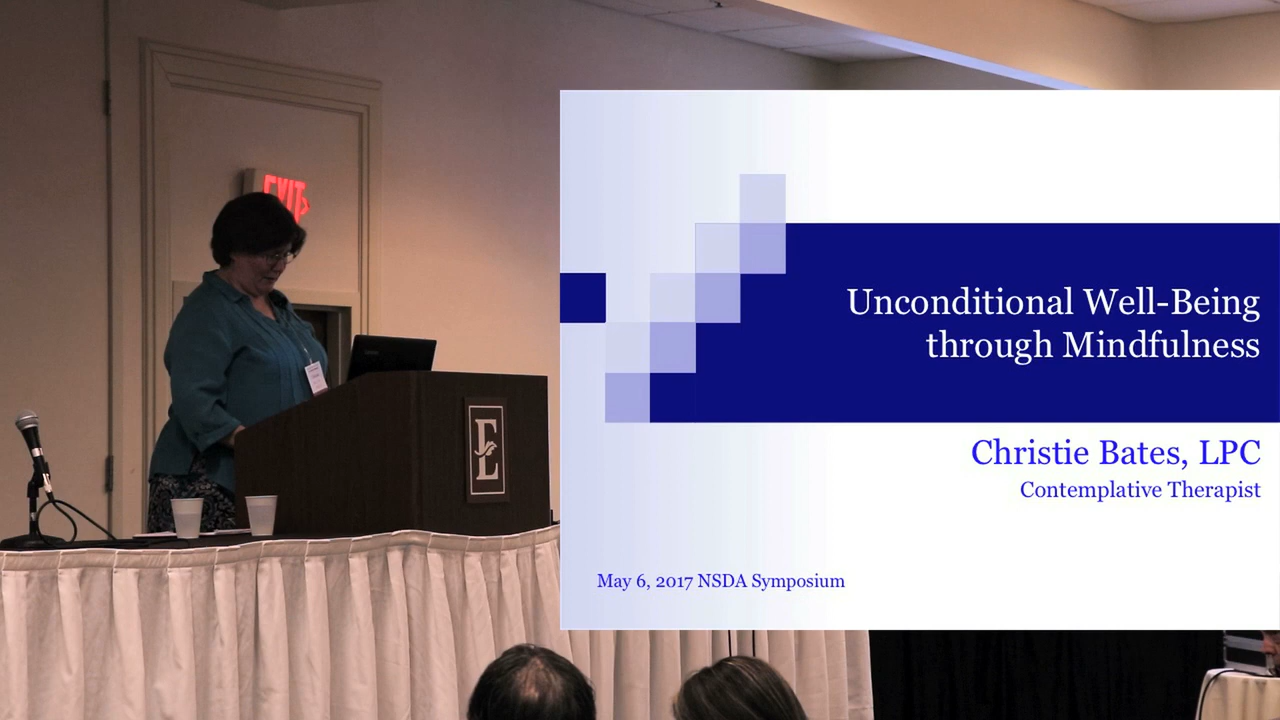 EXIT
E
Unconditional Well-Being
through Mindfulness
Christie Bates, LPC
Contemplative Therapist
May 6, 2017 NSDA Symposium